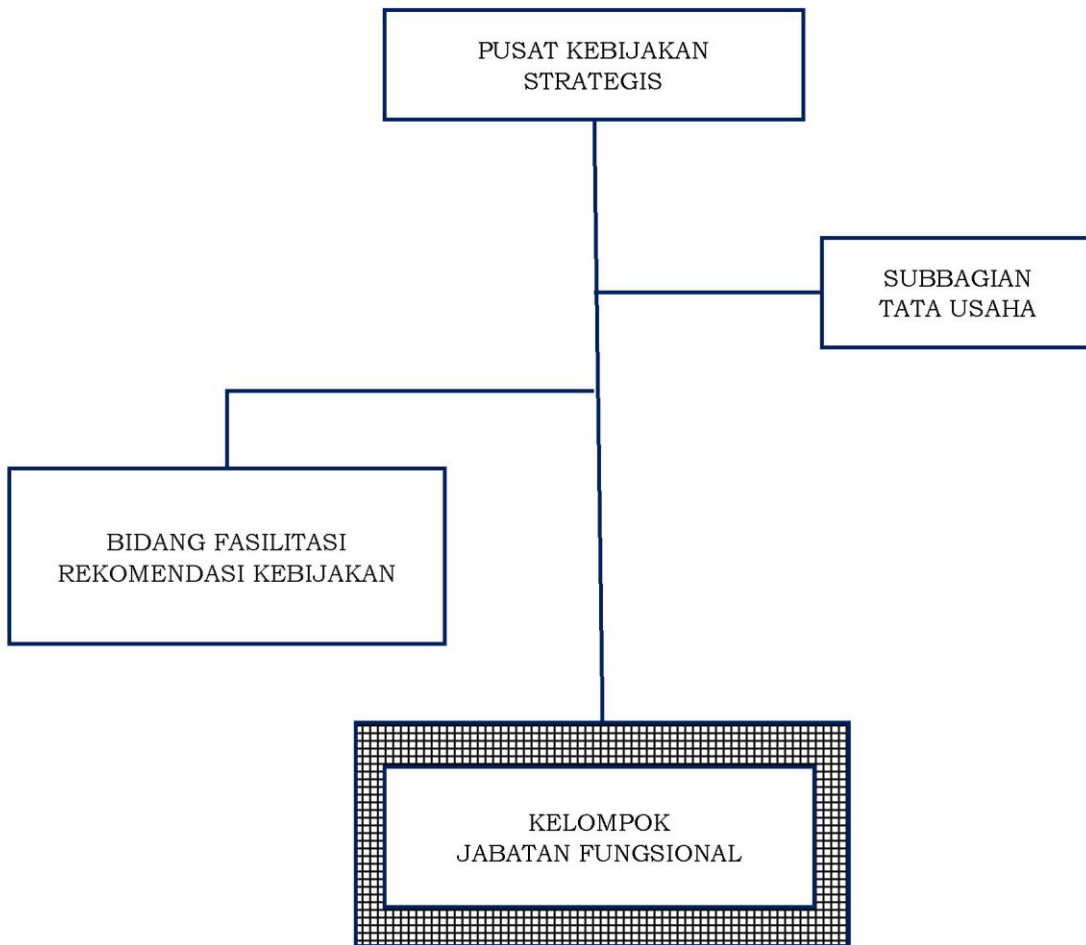 PUSAT KEBIJAKAN
STRATEGIS
SUBBAGIAN
TATA USAHA
BIDANG FASILITASI
REKOMENDASI KEBIJAKAN
KELOMPOK
JABATAN FUNGSIONAL